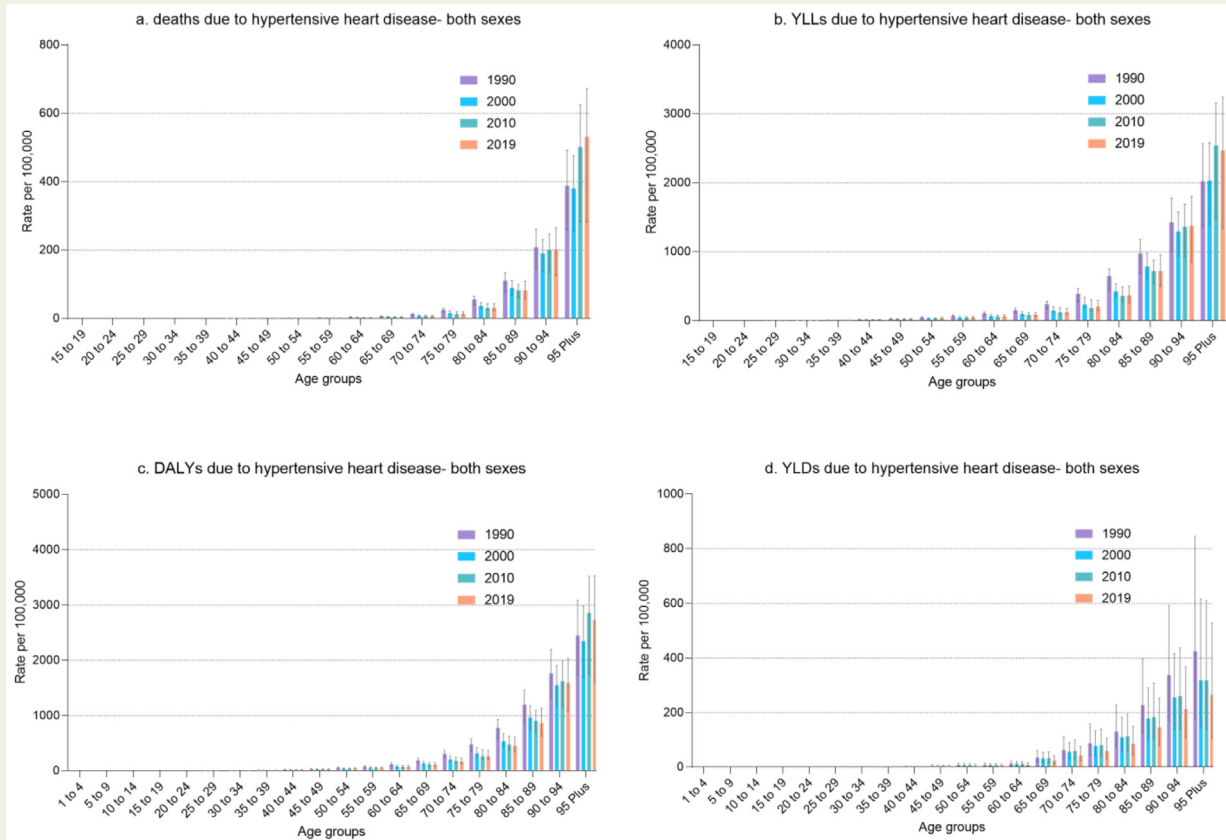 a. deaths due to hypertensive heart disease- both sexes
800
600
400
200
0
Rate per 100,000
1990
2000
2010
2019
15 to 19
20 to 24
25 to 29
30 to 34
35 to 39
40 to 44
45 to 49
50 to 54
55 to 59
60 to 64
65 to 69
70 to 74
75 to 79
80 to 84
85 to 89
90 to 94
95 Plus
Age groups
b. YLLs due to hypertensive heart disease- both sexes
4000
3000
2000
1000
0
Rate per 100,000
1990
2000
2010
2019
15 to 19
20 to 24
25 to 29
30 to 34
35 to 39
40 to 44
45 to 49
50 to 54
55 to 59
60 to 64
65 to 69
70 to 74
75 to 79
80 to 84
85 to 89
90 to 94
95 Plus
Age groups
c. DALYs due to hypertensive heart disease- both sexes
5000
4000
3000
2000
1000
0
Rate per 100,000
1990
2000
2010
2019
1 to 4
5 to 9
10 to 14
15 to 19
20 to 24
25 to 29
30 to 34
35 to 39
40 to 44
45 to 49
50 to 54
55 to 59
60 to 64
65 to 69
70 to 74
75 to 79
80 to 84
85 to 89
90 to 94
95 Plus
Age groups
d. YLDs due to hypertensive heart disease- both sexes
1000
800
600
400
200
0
Rate per 100,000
1990
2000
2010
2019
1 to 4
5 to 9
10 to 14
15 to 19
20 to 24
25 to 29
30 to 34
35 to 39
40 to 44
45 to 49
50 to 54
55 to 59
60 to 64
65 to 69
70 to 74
75 to 79
80 to 84
85 to 89
90 to 94
95 Plus
Age groups